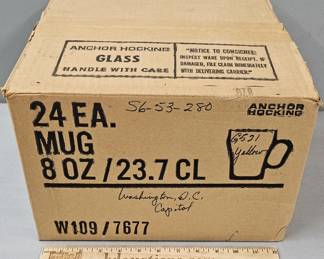 ANCHOR HOCKING
GLASS
HANDLE WITH CARE
"NOTICE TO CONSIGNEE:
INSPECT WARE UPON RECEIPT. IF
DAMAGED, FILE CLAIM IMMEDIATELY
WITH DELIVERING CARRIER."
24 EA.
56-53-280
ANCHOR
HOCKING
MUG
G521
Yellow
8 OZ / 23.7 CL
Washington, D.C.
Capitol
W109 / 7677